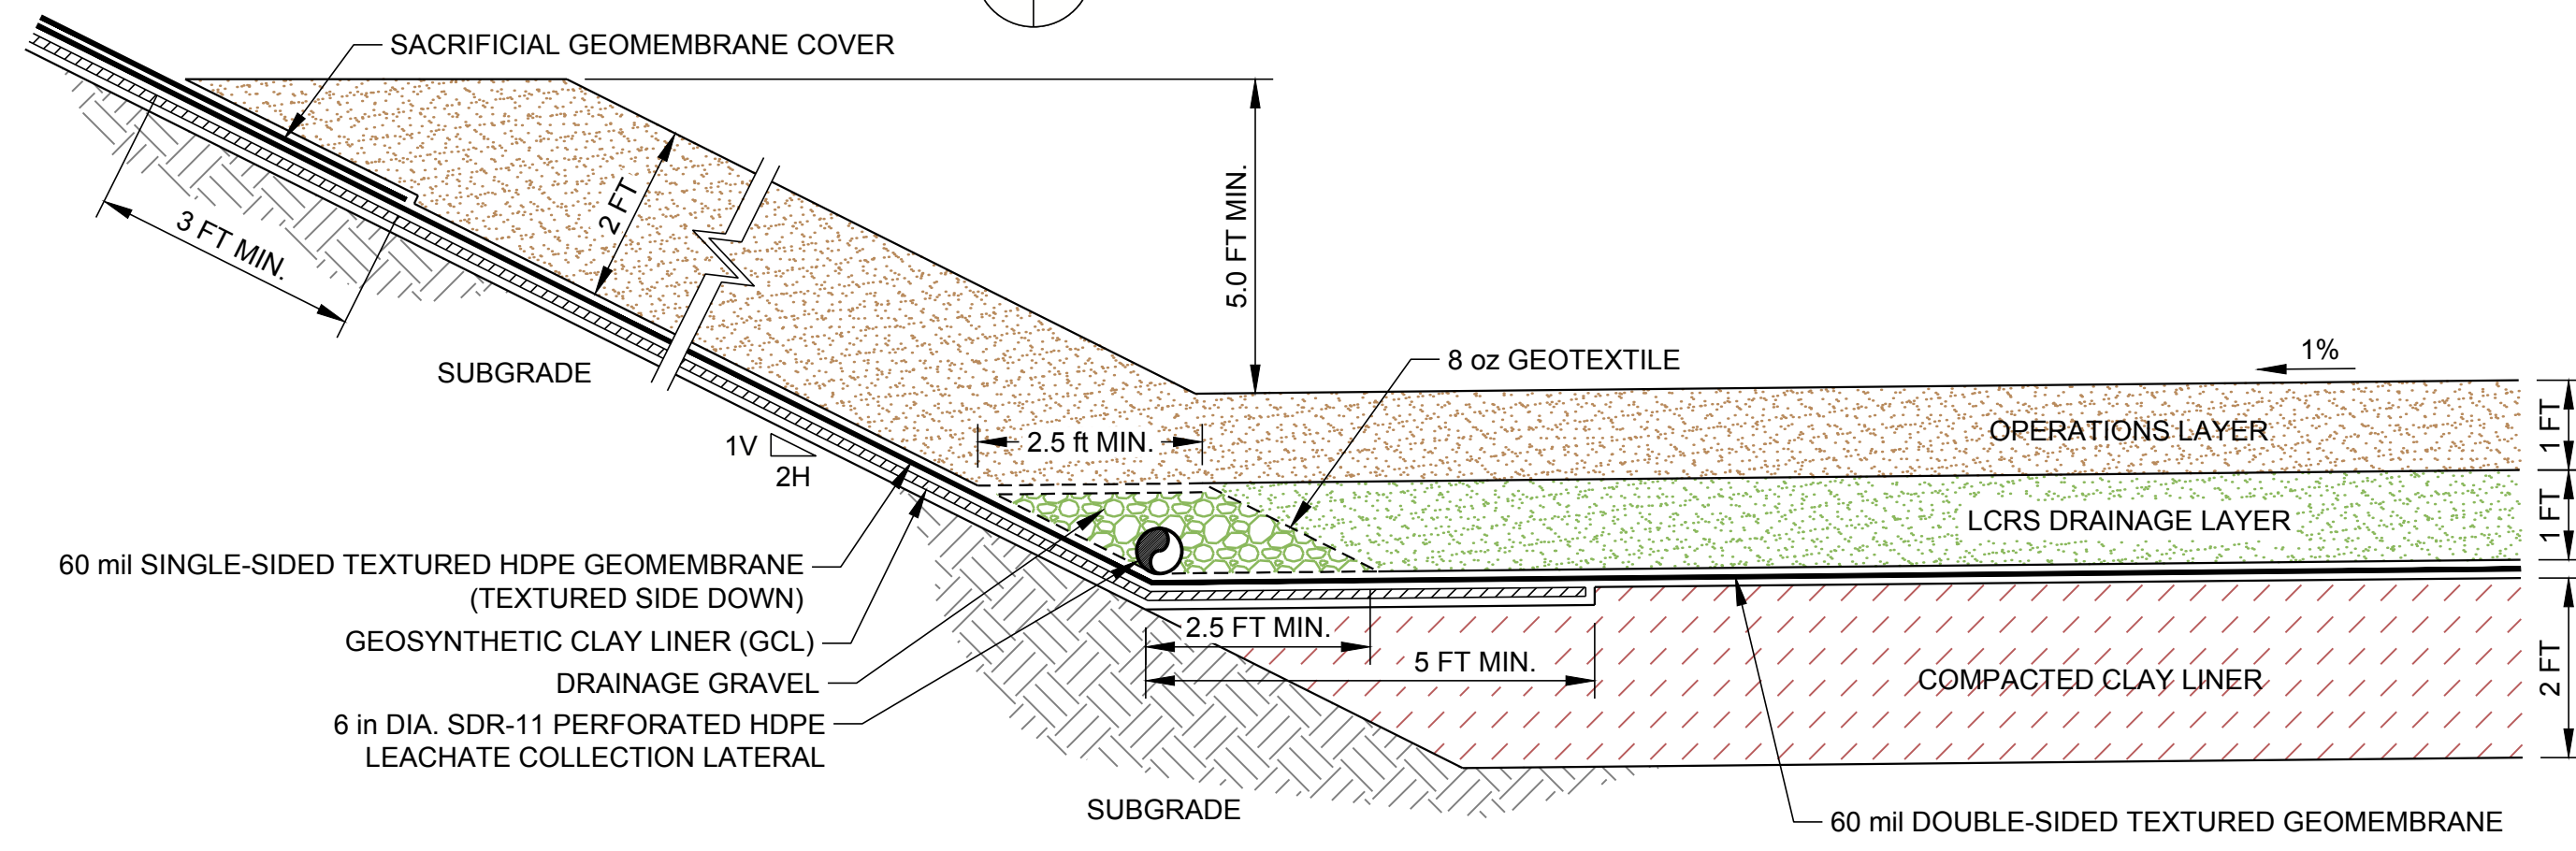 SACRIFICIAL GEOMEMBRANE COVER
3 FT MIN.
2 FT
5.0 FT MIN.
SUBGRADE
8 oz GEOTEXTILE
1%
1V
2H
2.5 ft MIN.
OPERATIONS LAYER
1 FT
LCRS DRAINAGE LAYER
1 FT
60 mil SINGLE-SIDED TEXTURED HDPE GEOMEMBRANE
(TEXTURED SIDE DOWN)
GEOSYNTHETIC CLAY LINER (GCL)
DRAINAGE GRAVEL
6 in DIA. SDR-11 PERFORATED HDPE
LEACHATE COLLECTION LATERAL
2.5 FT MIN.
5 FT MIN.
COMPACTED CLAY LINER
2 FT
SUBGRADE
60 mil DOUBLE-SIDED TEXTURED GEOMEMBRANE